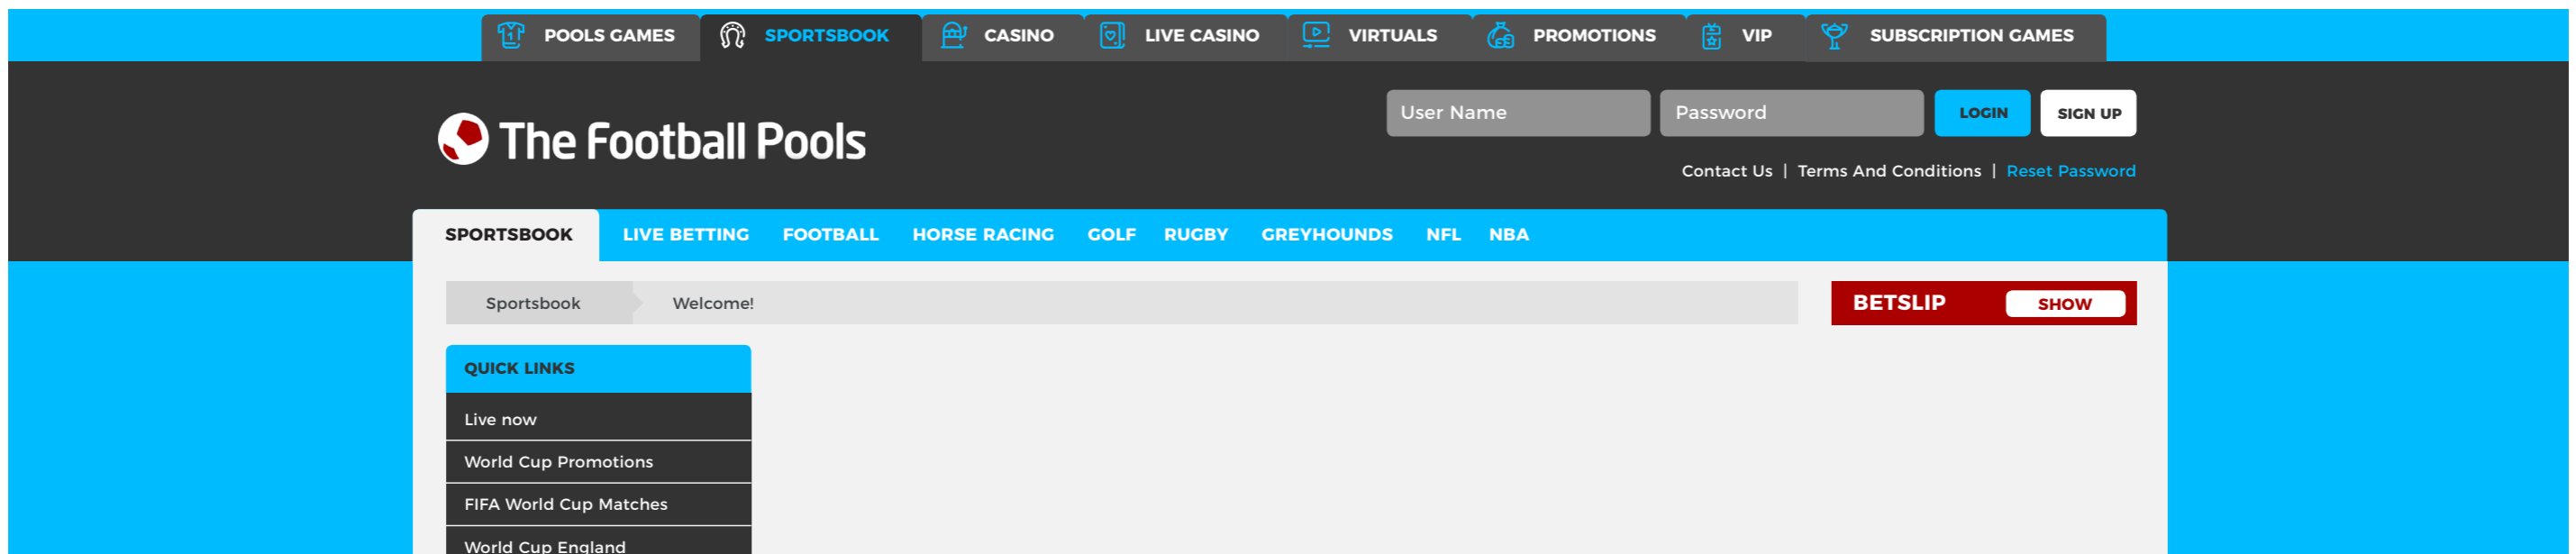 POOLS GAMES SPORTSBOOK CASINO LIVE CASINO VIRTUALS PROMOTIONS VIP SUBSCRIPTION GAMES
User Name Password LOGIN SIGN UP
The Football Pools
Contact Us | Terms And Conditions | Reset Password
SPORTSBOOK LIVE BETTING FOOTBALL HORSE RACING GOLF RUGBY GREYHOUNDS NFL NBA
Sportsbook Welcome! BETSLIP SHOW
QUICK LINKS
Live now
World Cup Promotions
FIFA World Cup Matches
World Cup England